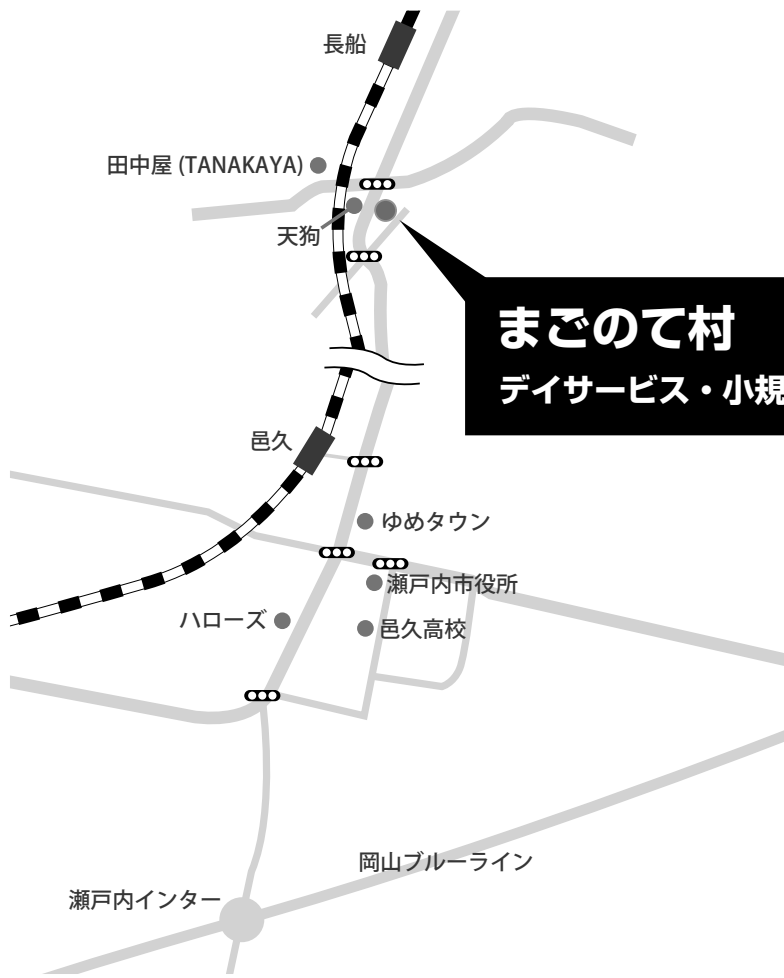 長船
田中屋 (TANAKAYA)
天狗
まごのて村
デイサービス・小規
邑久
ゆめタウン
瀬戸内市役所
ハローズ
邑久高校
岡山ブルーライン
瀬戸内インター